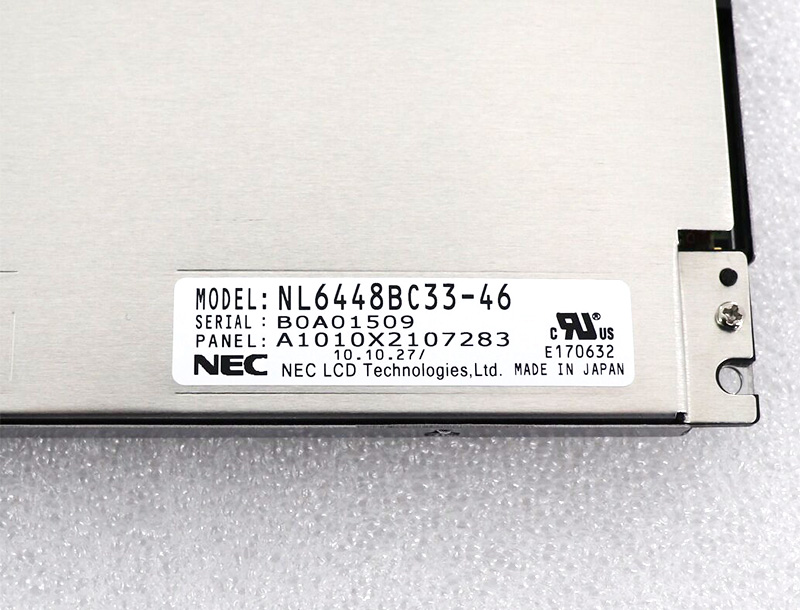 MODEL: NL6448BC33-46
SERIAL: B0A01509
PANEL: A1010X2107283
10.10.27/
NEC NEC LCD Technologies,Ltd.
C RU® US
E170632
MADE IN JAPAN